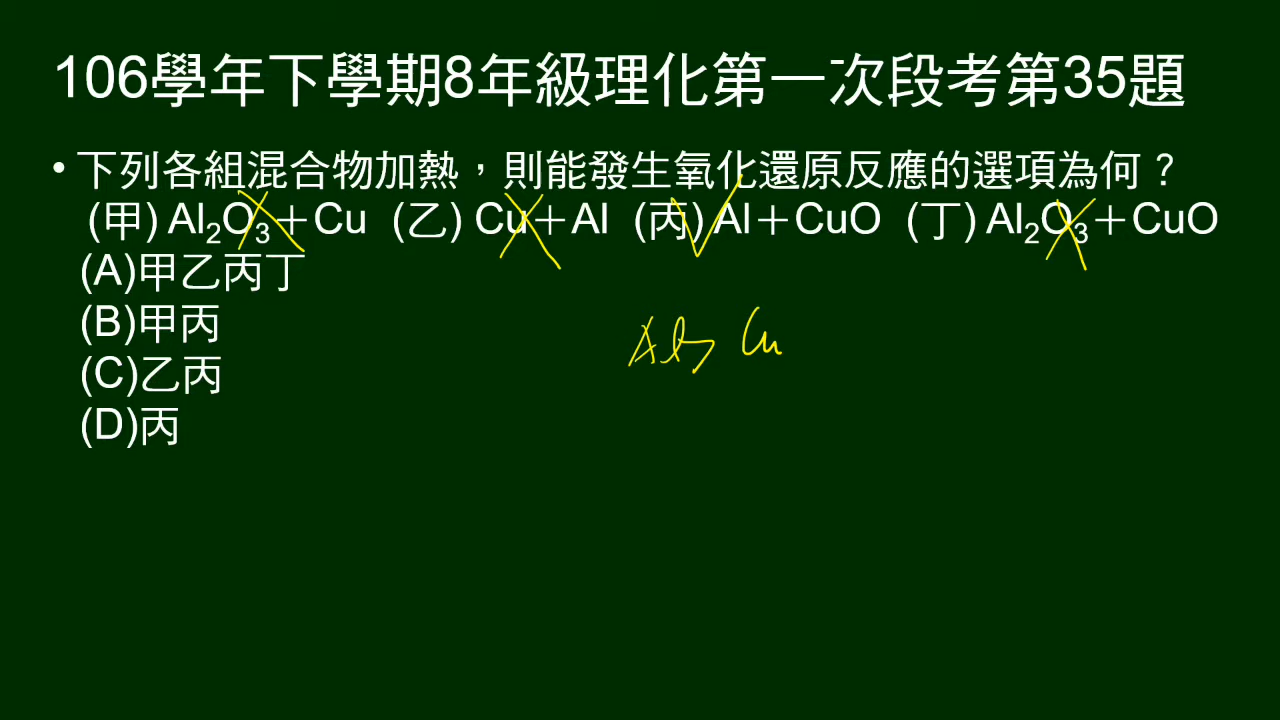 106學年下學期8年級理化第一次段考第35題
• 下列各組混合物加熱，則能發生氧化還原反應的選項為何？
(甲) Al₂O₃＋Cu (乙) Cu＋Al (丙) Al＋CuO (丁) Al₂O₃＋CuO
(A)甲乙丙丁
(B)甲丙
(C)乙丙
(D)丙
Al > Cu